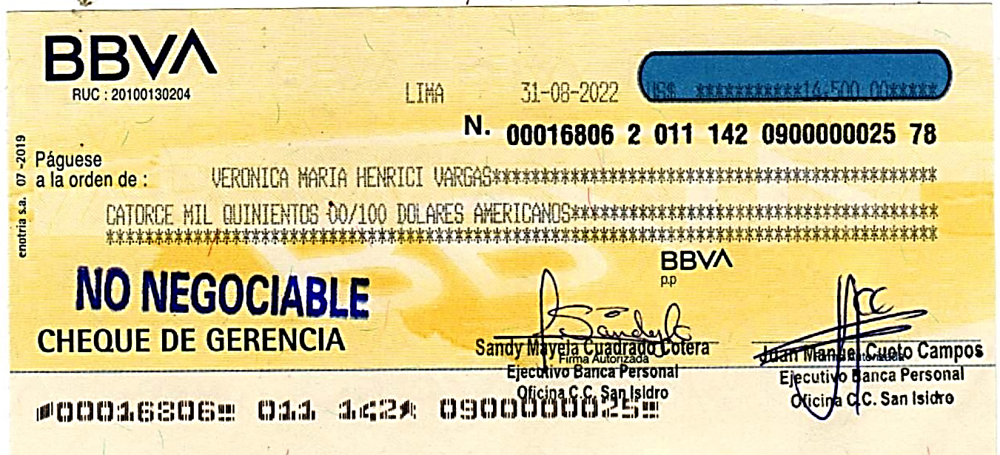 BBVA
RUC : 20100130204
LIMA 31-08-2022 US$ ***********14,500.00*****
N. 00016806 2 011 142 0900000025 78
enotria s.a. 07 -2019
Páguese
a la orden de : VERONICA MARIA HENRICI VARGAS**********************************************
CATORCE MIL QUINIENTOS 00/100 DOLARES AMERICANOS**************************************
**************************************************************************************
BBVA
p.p
NO NEGOCIABLE
CHEQUE DE GERENCIA
Sandy Mayela Cuadrado Cotera
Firma Autorizada
Ejecutivo Banca Personal
Oficina C.C. San Isidro
Juan Manuel Cueto Campos
Firma Autorizada
Ejecutivo Banca Personal
Oficina C.C. San Isidro
⑈00016806⑈ 011 142⑆ 0900000025⑈